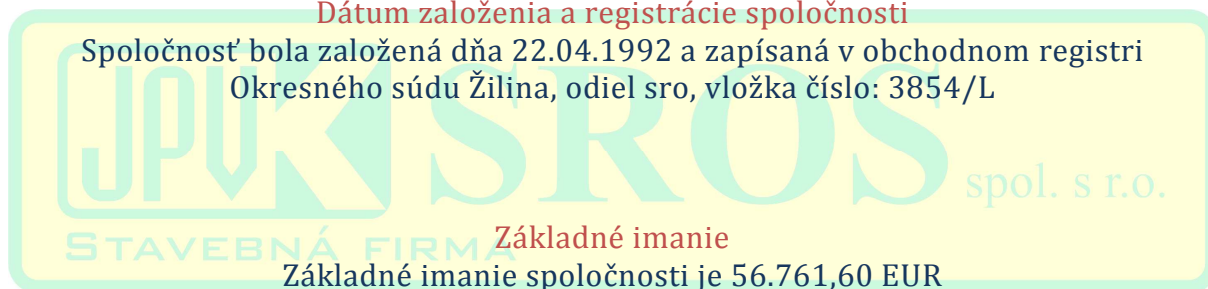 Dátum založenia a registrácie spoločnosti
Spoločnosť bola založená dňa 22.04.1992 a zapísaná v obchodnom registri
Okresného súdu Žilina, odiel sro, vložka číslo: 3854/L
JPVK SROS spol. s r.o.
STAVEBNÁ FIRMA
Základné imanie
Základné imanie spoločnosti je 56.761,60 EUR